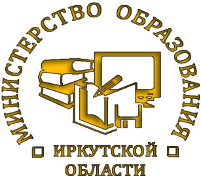 МИНИСТЕРСТВО ОБРАЗОВАНИЯ
ИРКУТСКОЙ
ОБЛАСТИ